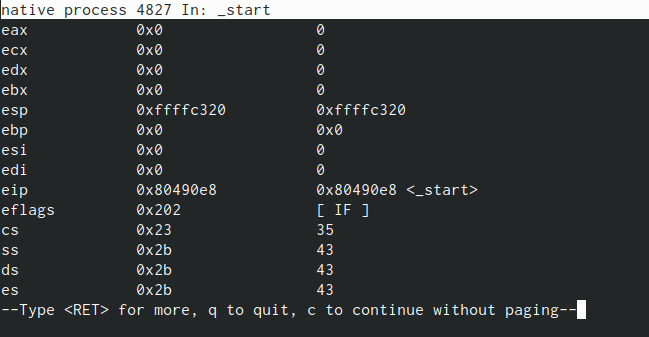 native process 4827 In: _start
eax 0x0 0
ecx 0x0 0
edx 0x0 0
ebx 0x0 0
esp 0xffffc320 0xffffc320
ebp 0x0 0x0
esi 0x0 0
edi 0x0 0
eip 0x80490e8 0x80490e8 <_start>
eflags 0x202 [ IF ]
cs 0x23 35
ss 0x2b 43
ds 0x2b 43
es 0x2b 43
--Type <RET> for more, q to quit, c to continue without paging--